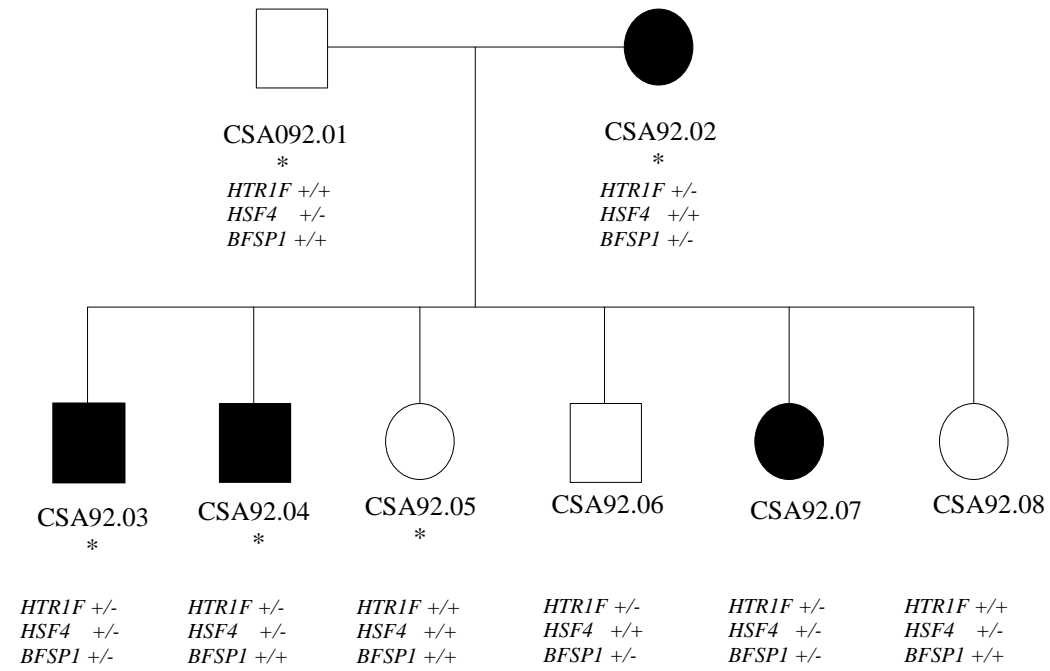 CSA092.01
*
HTR1F +/+
HSF4 +/-
BFSP1 +/+
CSA92.02
*
HTR1F +/-
HSF4 +/+
BFSP1 +/-
CSA92.03
*
HTR1F +/-
HSF4 +/-
BFSP1 +/-
CSA92.04
*
HTR1F +/-
HSF4 +/-
BFSP1 +/+
CSA92.05
*
HTR1F +/+
HSF4 +/+
BFSP1 +/+
CSA92.06
HTR1F +/-
HSF4 +/+
BFSP1 +/-
CSA92.07
HTR1F +/-
HSF4 +/-
BFSP1 +/-
CSA92.08
HTR1F +/+
HSF4 +/-
BFSP1 +/+